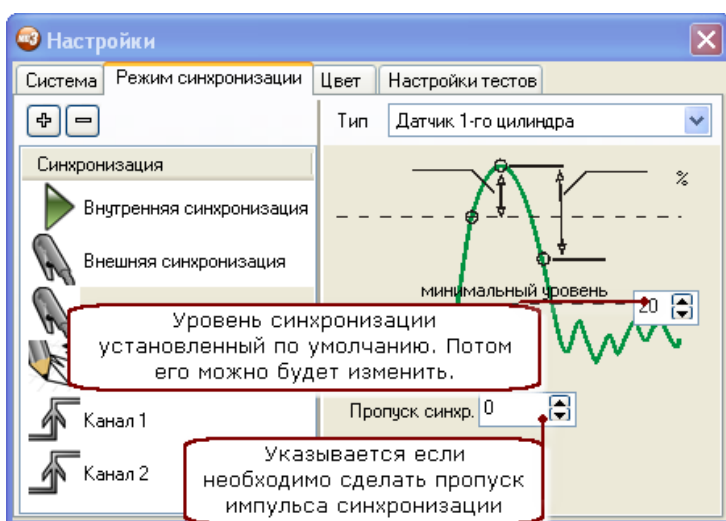 Настройки
Система Режим синхронизации Цвет Настройки тестов
Тип Датчик 1-го цилиндра
Синхронизация
%
Внутренняя синхронизация
Внешняя синхронизация
минимальный уровень
20
Уровень синхронизации
установленный по умолчанию. Потом
его можно будет изменить.
Канал 1
Пропуск синхр. 0
Указывается если
необходимо сделать пропуск
импульса синхронизации
Канал 2